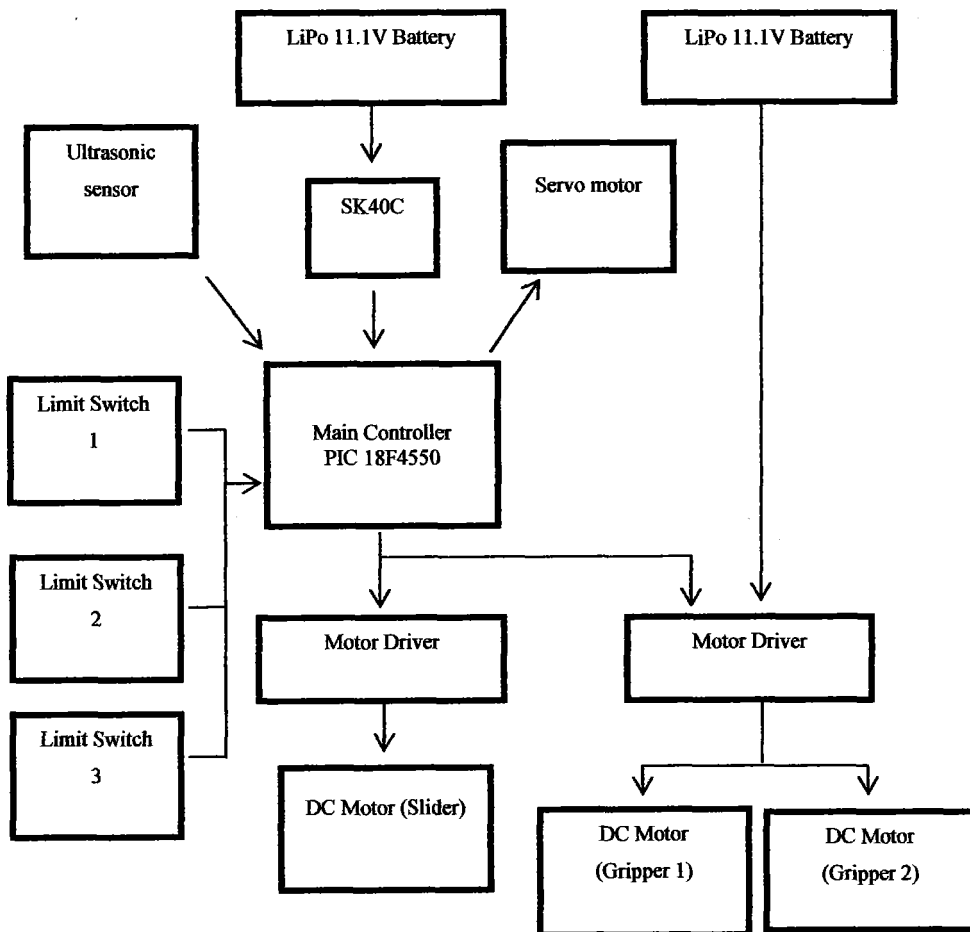 LiPo 11.1V Battery
LiPo 11.1V Battery
Ultrasonic
sensor
SK40C
Servo motor
Limit Switch
1
Main Controller
PIC 18F4550
Limit Switch
2
Motor Driver
Motor Driver
Limit Switch
3
DC Motor (Slider)
DC Motor
(Gripper 1)
DC Motor
(Gripper 2)